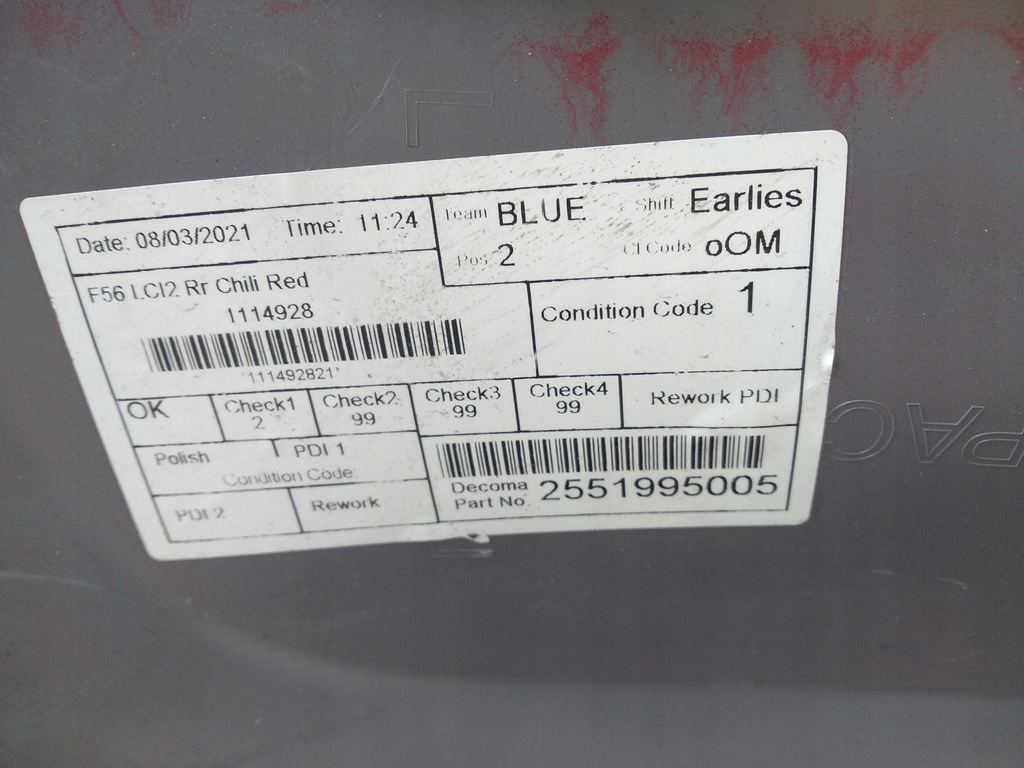 Date: 08/03/2021 Time: 11:24
Team BLUE Shift Earlies
Pos 2 Cl Code oOM
F56 LCI2 Rr Chili Red
1114928
*111492821*
Condition Code 1
OK Check1 2 Check2 99 Check3 99 Check4 99 Rework PDI
Polish PDI 1
Condition Code:
PDI 2 Rework
Decoma Part No. 2551995005